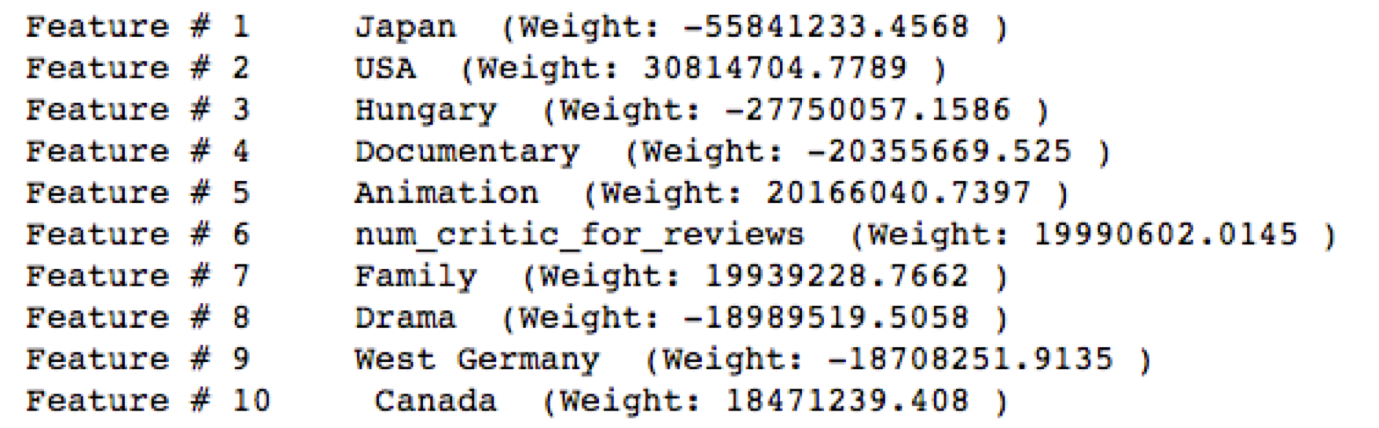 Feature # 1 Japan (Weight: -55841233.4568 )
Feature # 2 USA (Weight: 30814704.7789 )
Feature # 3 Hungary (Weight: -27750057.1586 )
Feature # 4 Documentary (Weight: -20355669.525 )
Feature # 5 Animation (Weight: 20166040.7397 )
Feature # 6 num_critic_for_reviews (Weight: 19990602.0145 )
Feature # 7 Family (Weight: 19939228.7662 )
Feature # 8 Drama (Weight: -18989519.5058 )
Feature # 9 West Germany (Weight: -18708251.9135 )
Feature # 10 Canada (Weight: 18471239.408 )